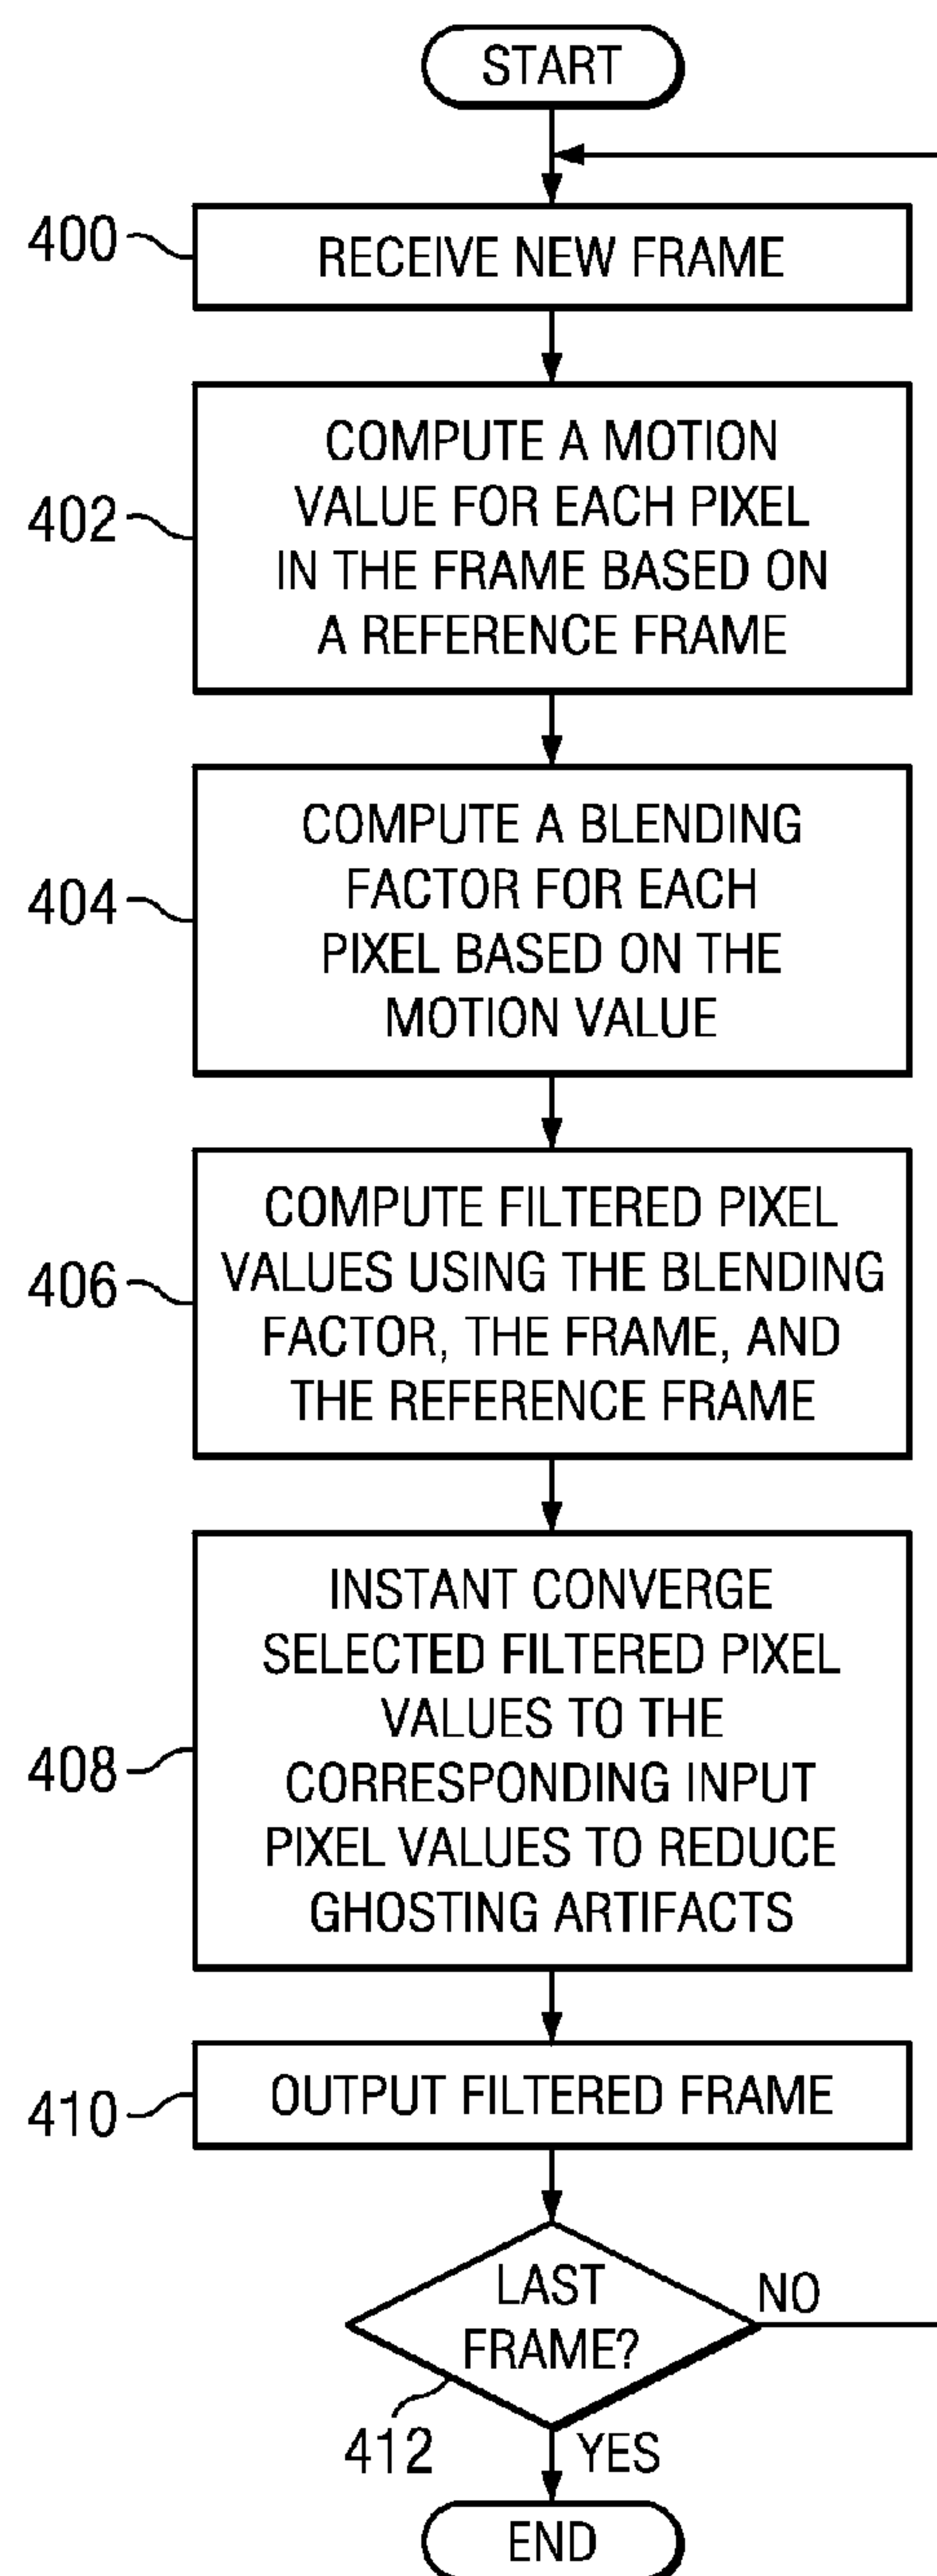 START
400
RECEIVE NEW FRAME
402
COMPUTE A MOTION
VALUE FOR EACH PIXEL
IN THE FRAME BASED ON
A REFERENCE FRAME
404
COMPUTE A BLENDING
FACTOR FOR EACH
PIXEL BASED ON THE
MOTION VALUE
406
COMPUTE FILTERED PIXEL
VALUES USING THE BLENDING
FACTOR, THE FRAME, AND
THE REFERENCE FRAME
408
INSTANT CONVERGE
SELECTED FILTERED PIXEL
VALUES TO THE
CORRESPONDING INPUT
PIXEL VALUES TO REDUCE
GHOSTING ARTIFACTS
410
OUTPUT FILTERED FRAME
LAST
FRAME?
NO
412
YES
END